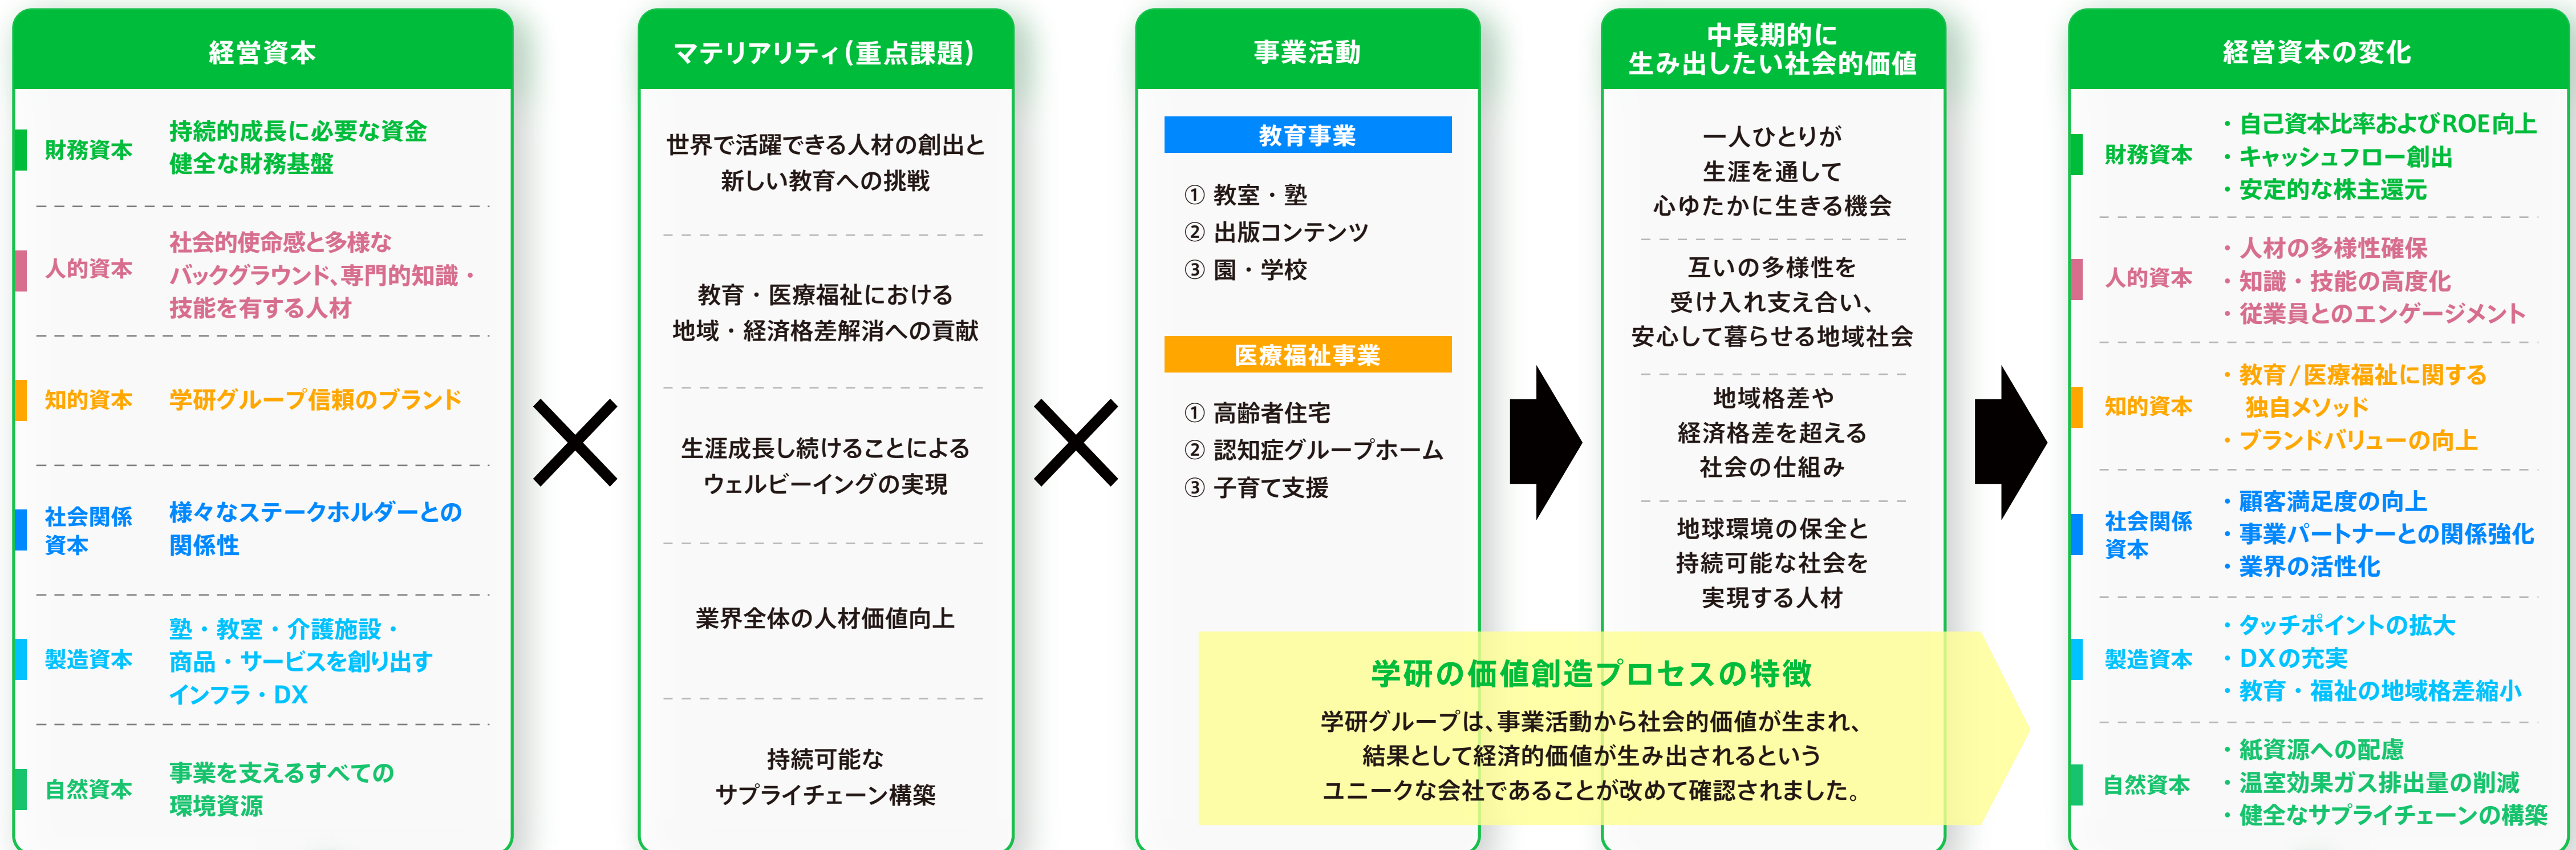 経営資本
財務資本
持続的成長に必要な資金
健全な財務基盤
人的資本
社会的使命感と多様な
バックグラウンド、専門的知識・
技能を有する人材
知的資本
学研グループ信頼のブランド
社会関係
資本
様々なステークホルダーとの
関係性
製造資本
塾・教室・介護施設・
商品・サービスを創り出す
インフラ・DX
自然資本
事業を支えるすべての
環境資源
マテリアリティ(重点課題)
世界で活躍できる人材の創出と
新しい教育への挑戦
教育・医療福祉における
地域・経済格差解消への貢献
生涯成長し続けることによる
ウェルビーイングの実現
業界全体の人材価値向上
持続可能な
サプライチェーン構築
事業活動
教育事業
① 教室・塾
② 出版コンテンツ
③ 園・学校
医療福祉事業
① 高齢者住宅
② 認知症グループホーム
③ 子育て支援
中長期的に
生み出したい社会的価値
一人ひとりが
生涯を通して
心ゆたかに生きる機会
互いの多様性を
受け入れ支え合い、
安心して暮らせる地域社会
地域格差や
経済格差を超える
社会の仕組み
地球環境の保全と
持続可能な社会を
実現する人材
学研の価値創造プロセスの特徴
学研グループは、事業活動から社会的価値が生まれ、
結果として経済的価値が生み出されるという
ユニークな会社であることが改めて確認されました。
経営資本の変化
財務資本
・自己資本比率およびROE向上
・キャッシュフロー創出
・安定的な株主還元
人的資本
・人材の多様性確保
・知識・技能の高度化
・従業員とのエンゲージメント
知的資本
・教育/医療福祉に関する
独自メソッド
・ブランドバリューの向上
社会関係
資本
・顧客満足度の向上
・事業パートナーとの関係強化
・業界の活性化
製造資本
・タッチポイントの拡大
・DXの充実
・教育・福祉の地域格差縮小
自然資本
・紙資源への配慮
・温室効果ガス排出量の削減
・健全なサプライチェーンの構築